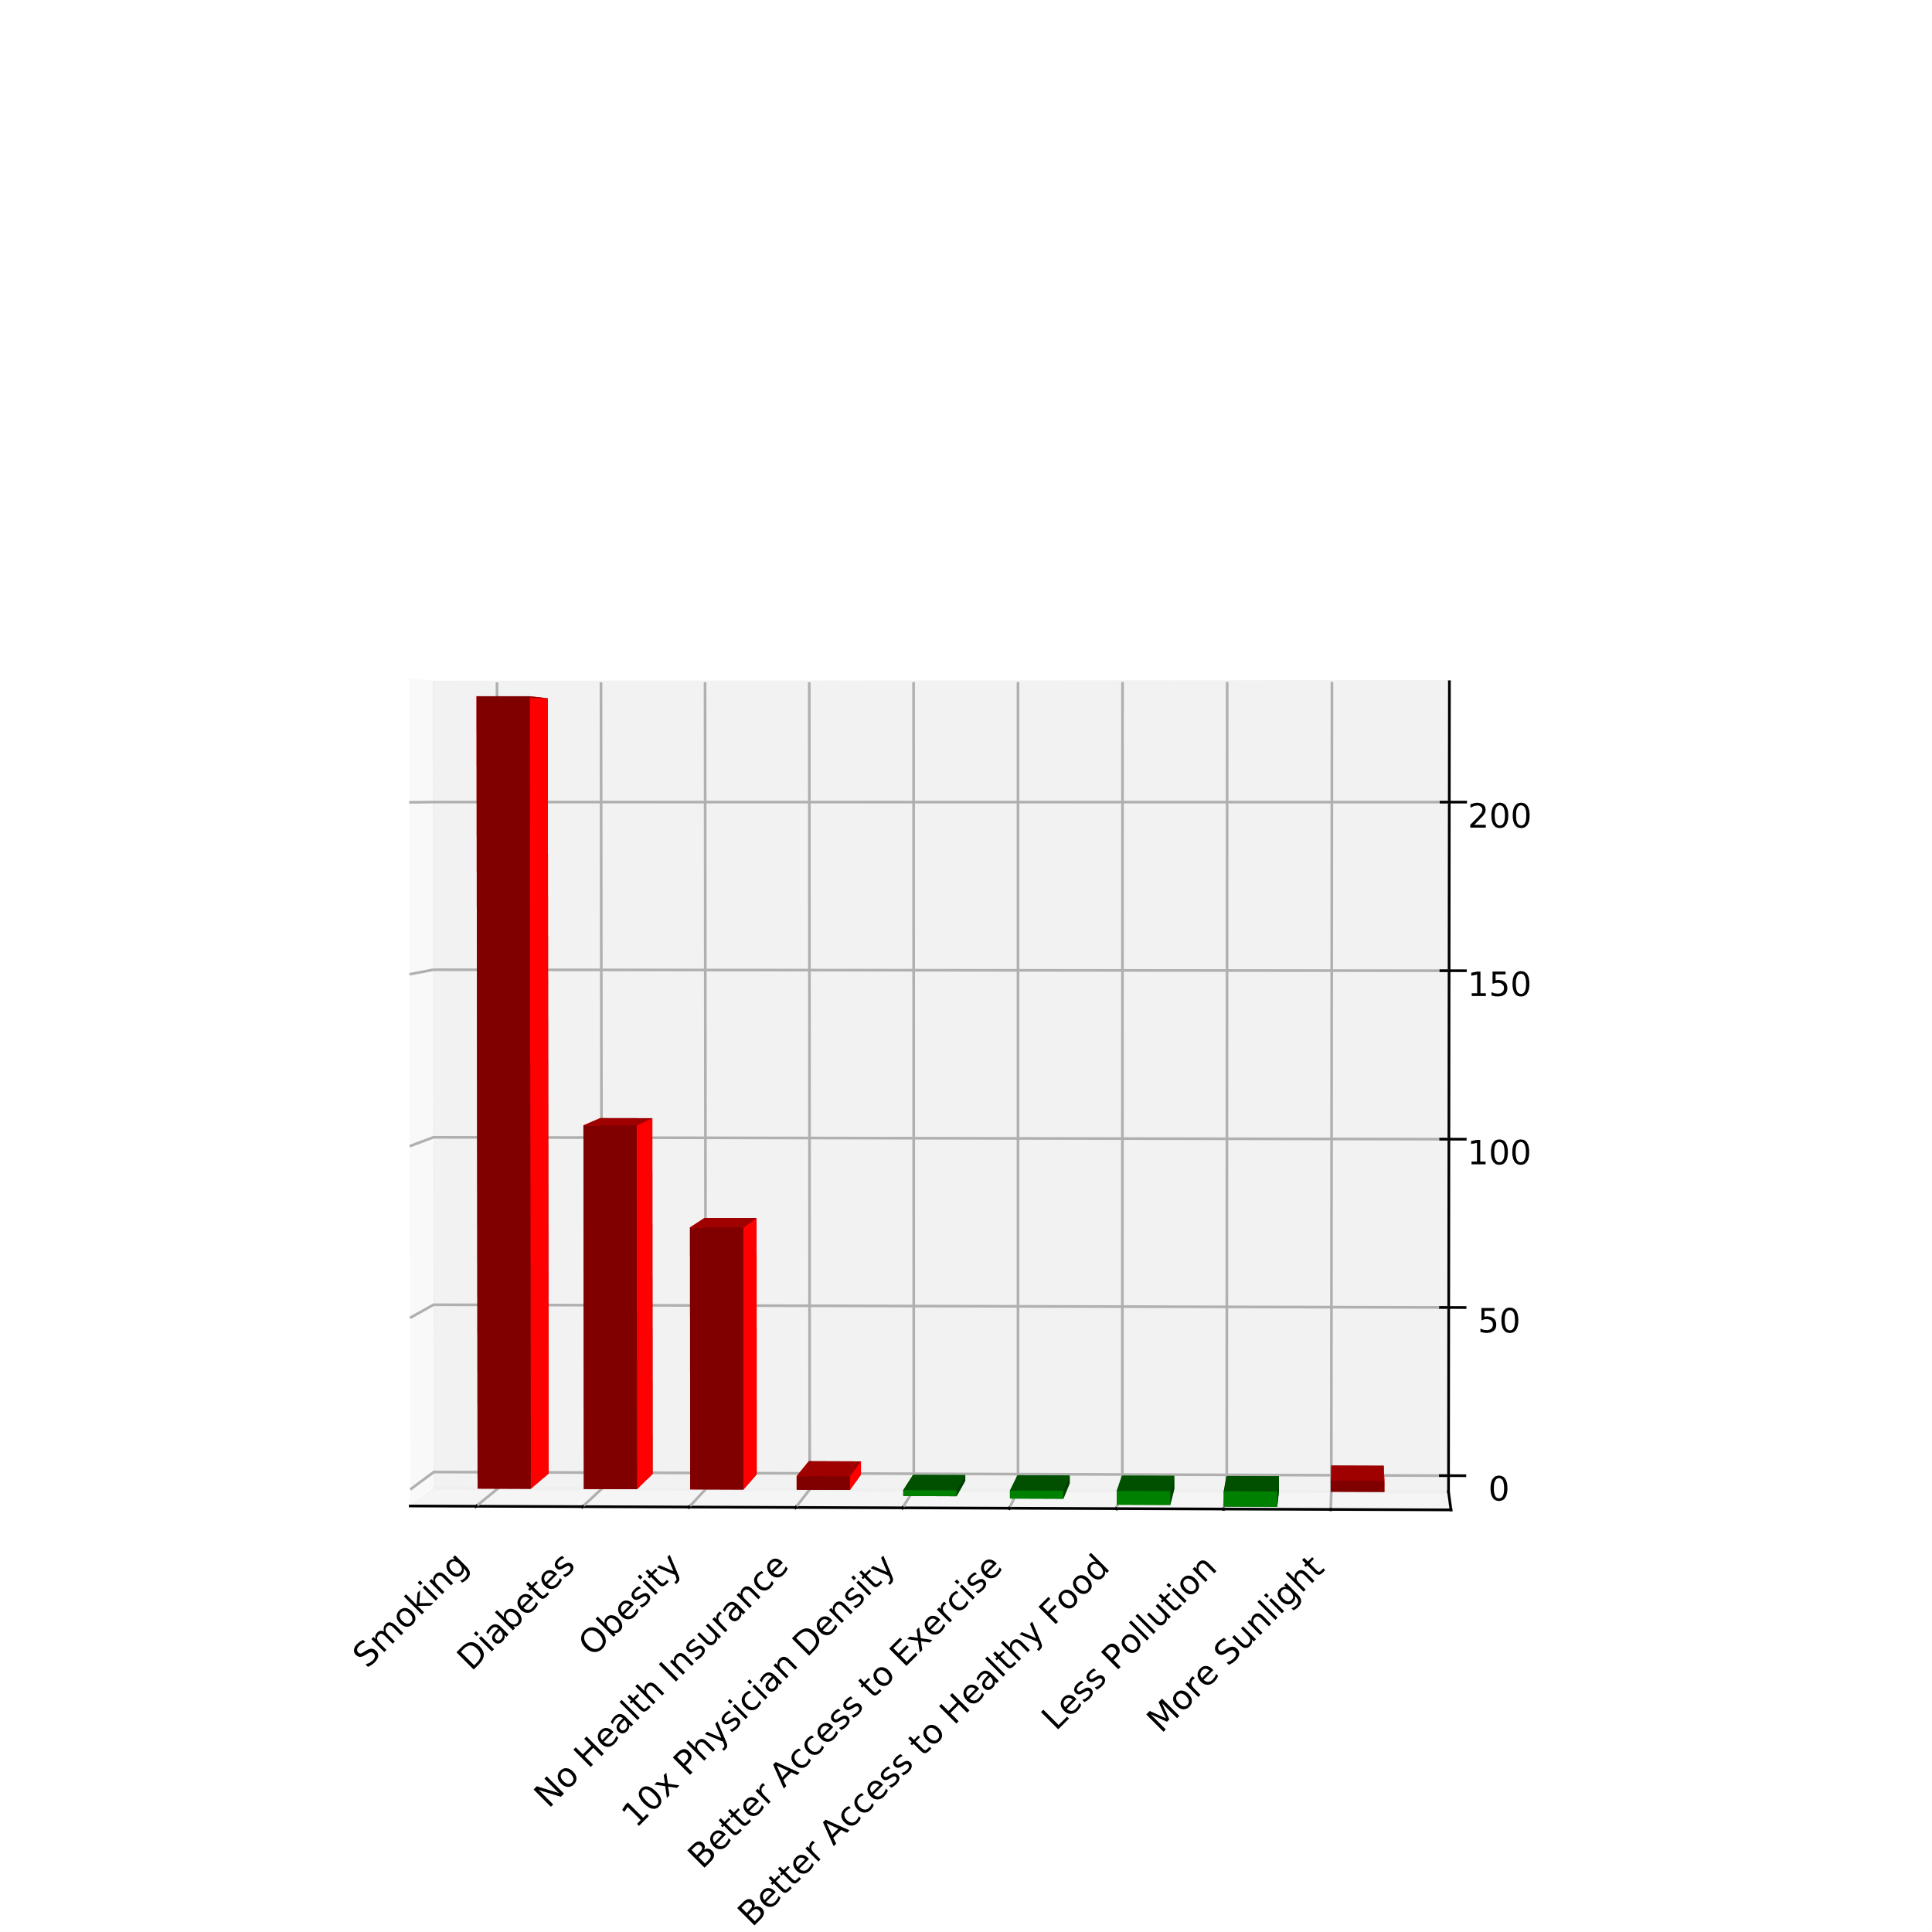 200
150
100
50
0
Smoking
Diabetes
Obesity
No Health Insurance
10x Physician Density
Better Access to Exercise
Better Access to Healthy Food
Less Pollution
More Sunlight